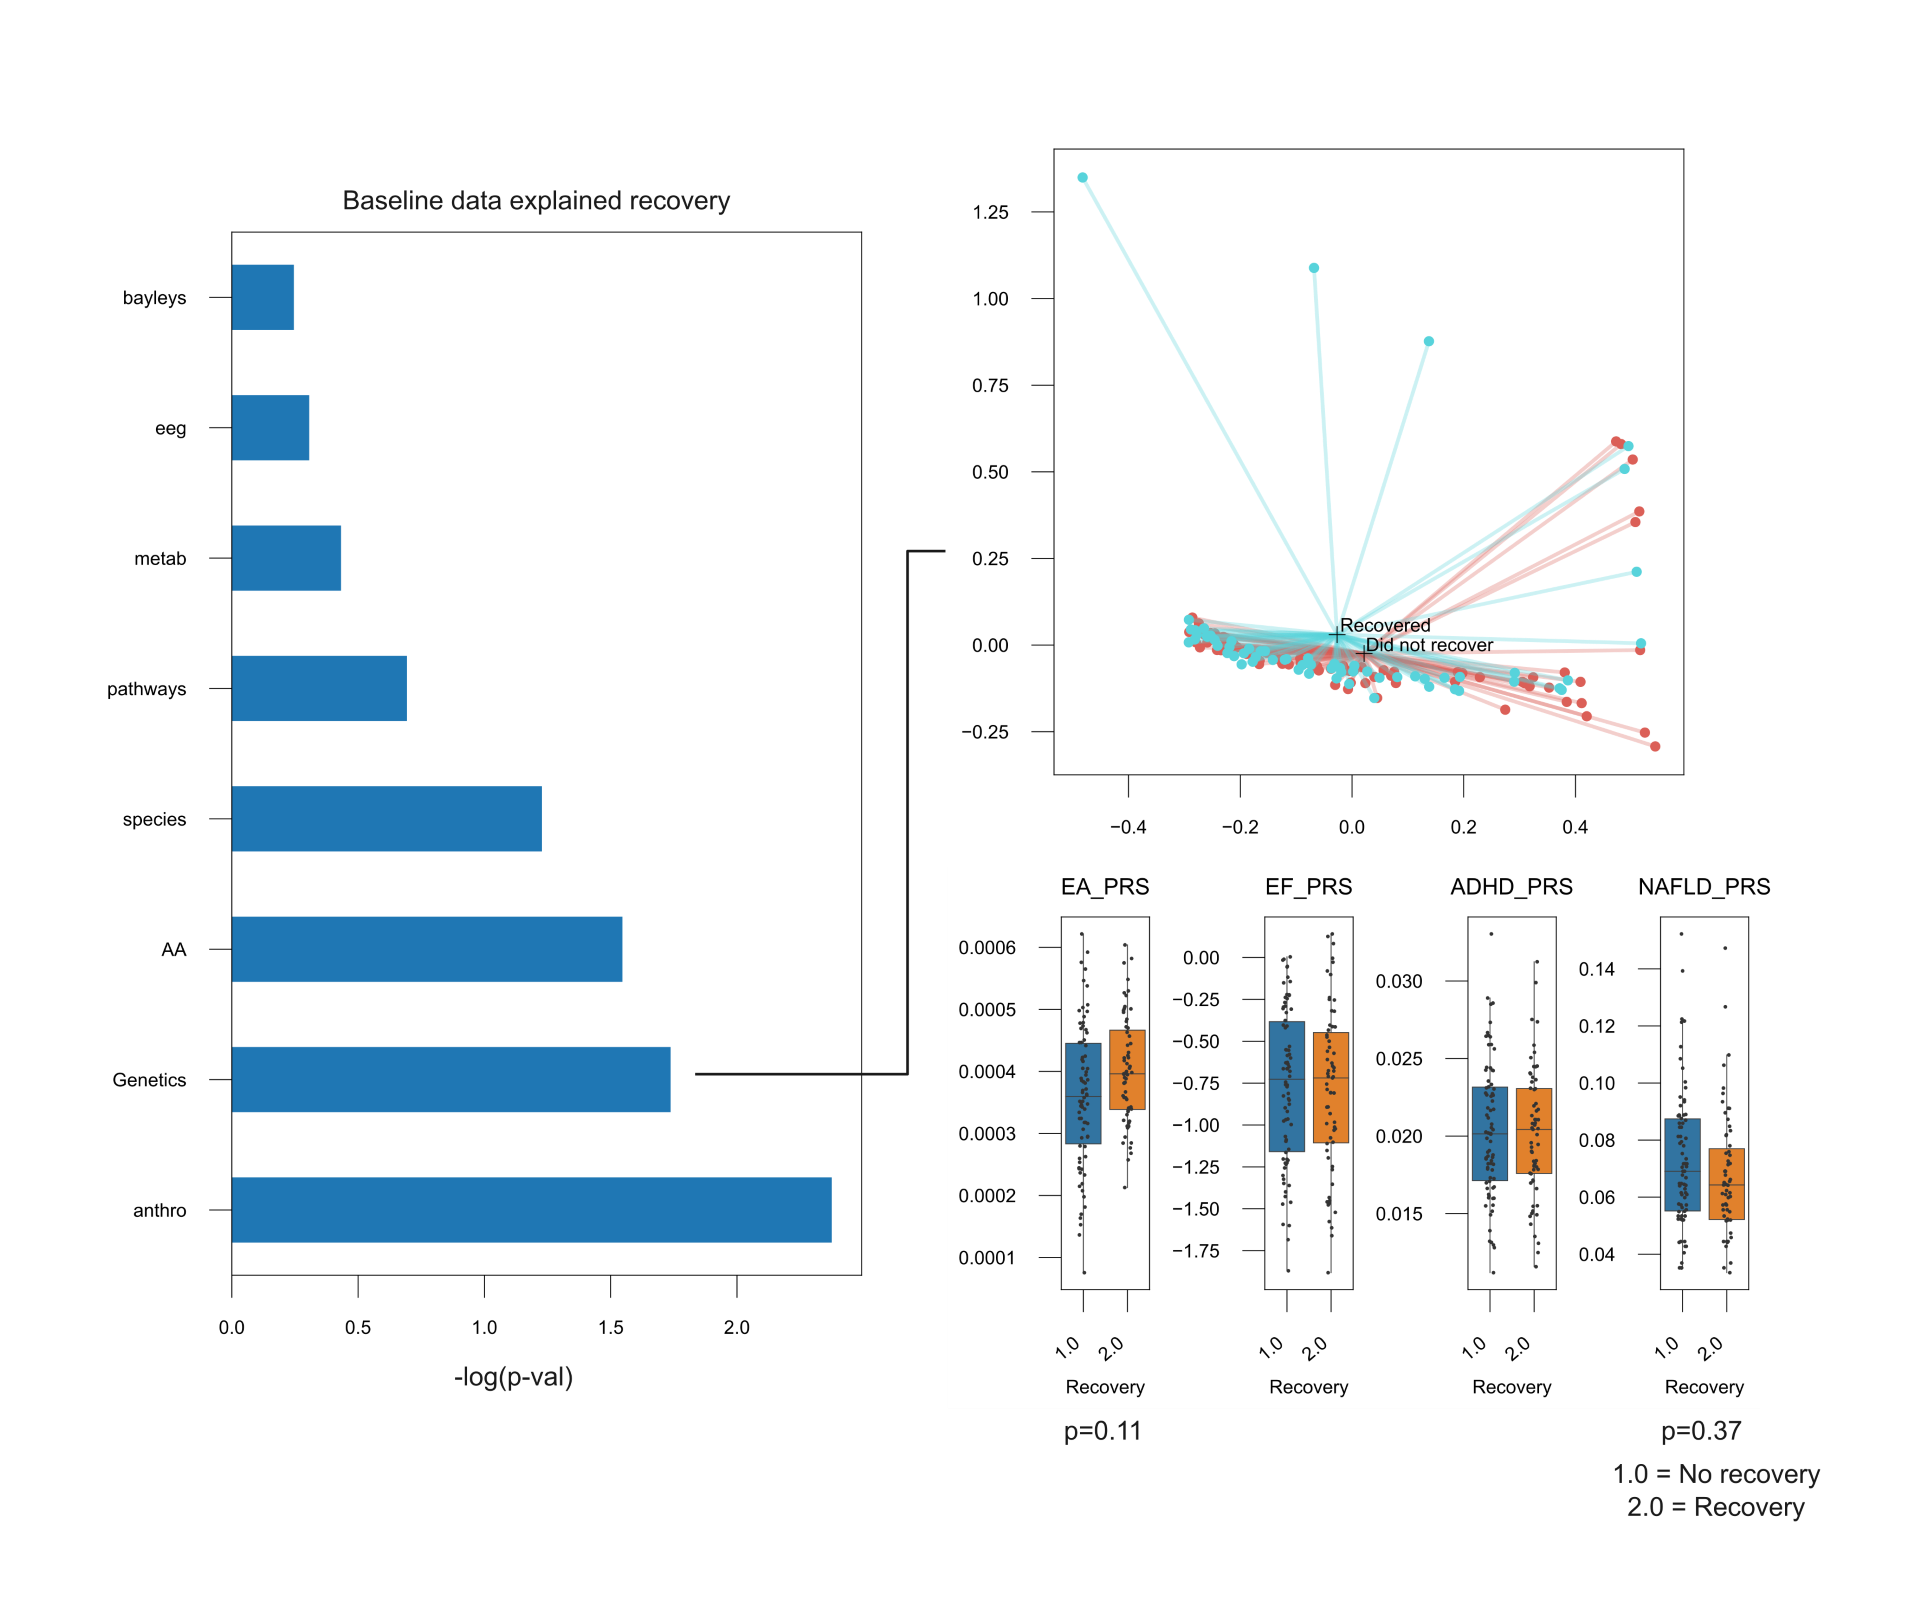 Baseline data explained recovery
bayleys
eeg
metab
pathways
species
AA
Genetics
anthro
0.0 0.5 1.0 1.5 2.0
-log(p-val)
1.25
1.00
0.75
0.50
0.25
0.00
−0.25
Recovered
Did not recover
−0.4 −0.2 0.0 0.2 0.4
EA_PRS EF_PRS ADHD_PRS NAFLD_PRS
0.0006
0.0005
0.0004
0.0003
0.0002
0.0001
0.00
−0.25
−0.50
−0.75
−1.00
−1.25
−1.50
−1.75
0.030
0.025
0.020
0.015
0.14
0.12
0.10
0.08
0.06
0.04
1.0 2.0 1.0 2.0 1.0 2.0 1.0 2.0
Recovery Recovery Recovery Recovery
p=0.11 p=0.37
1.0 = No recovery
2.0 = Recovery